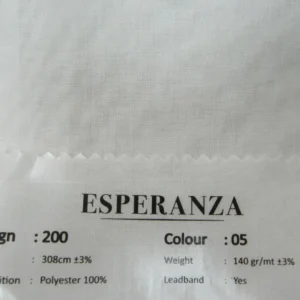 ESPERANZA
gn : 200 Colour : 05
: 308cm ±3% Weight : 140 gr/mt ±3%
ition : Polyester 100% Leadband : Yes